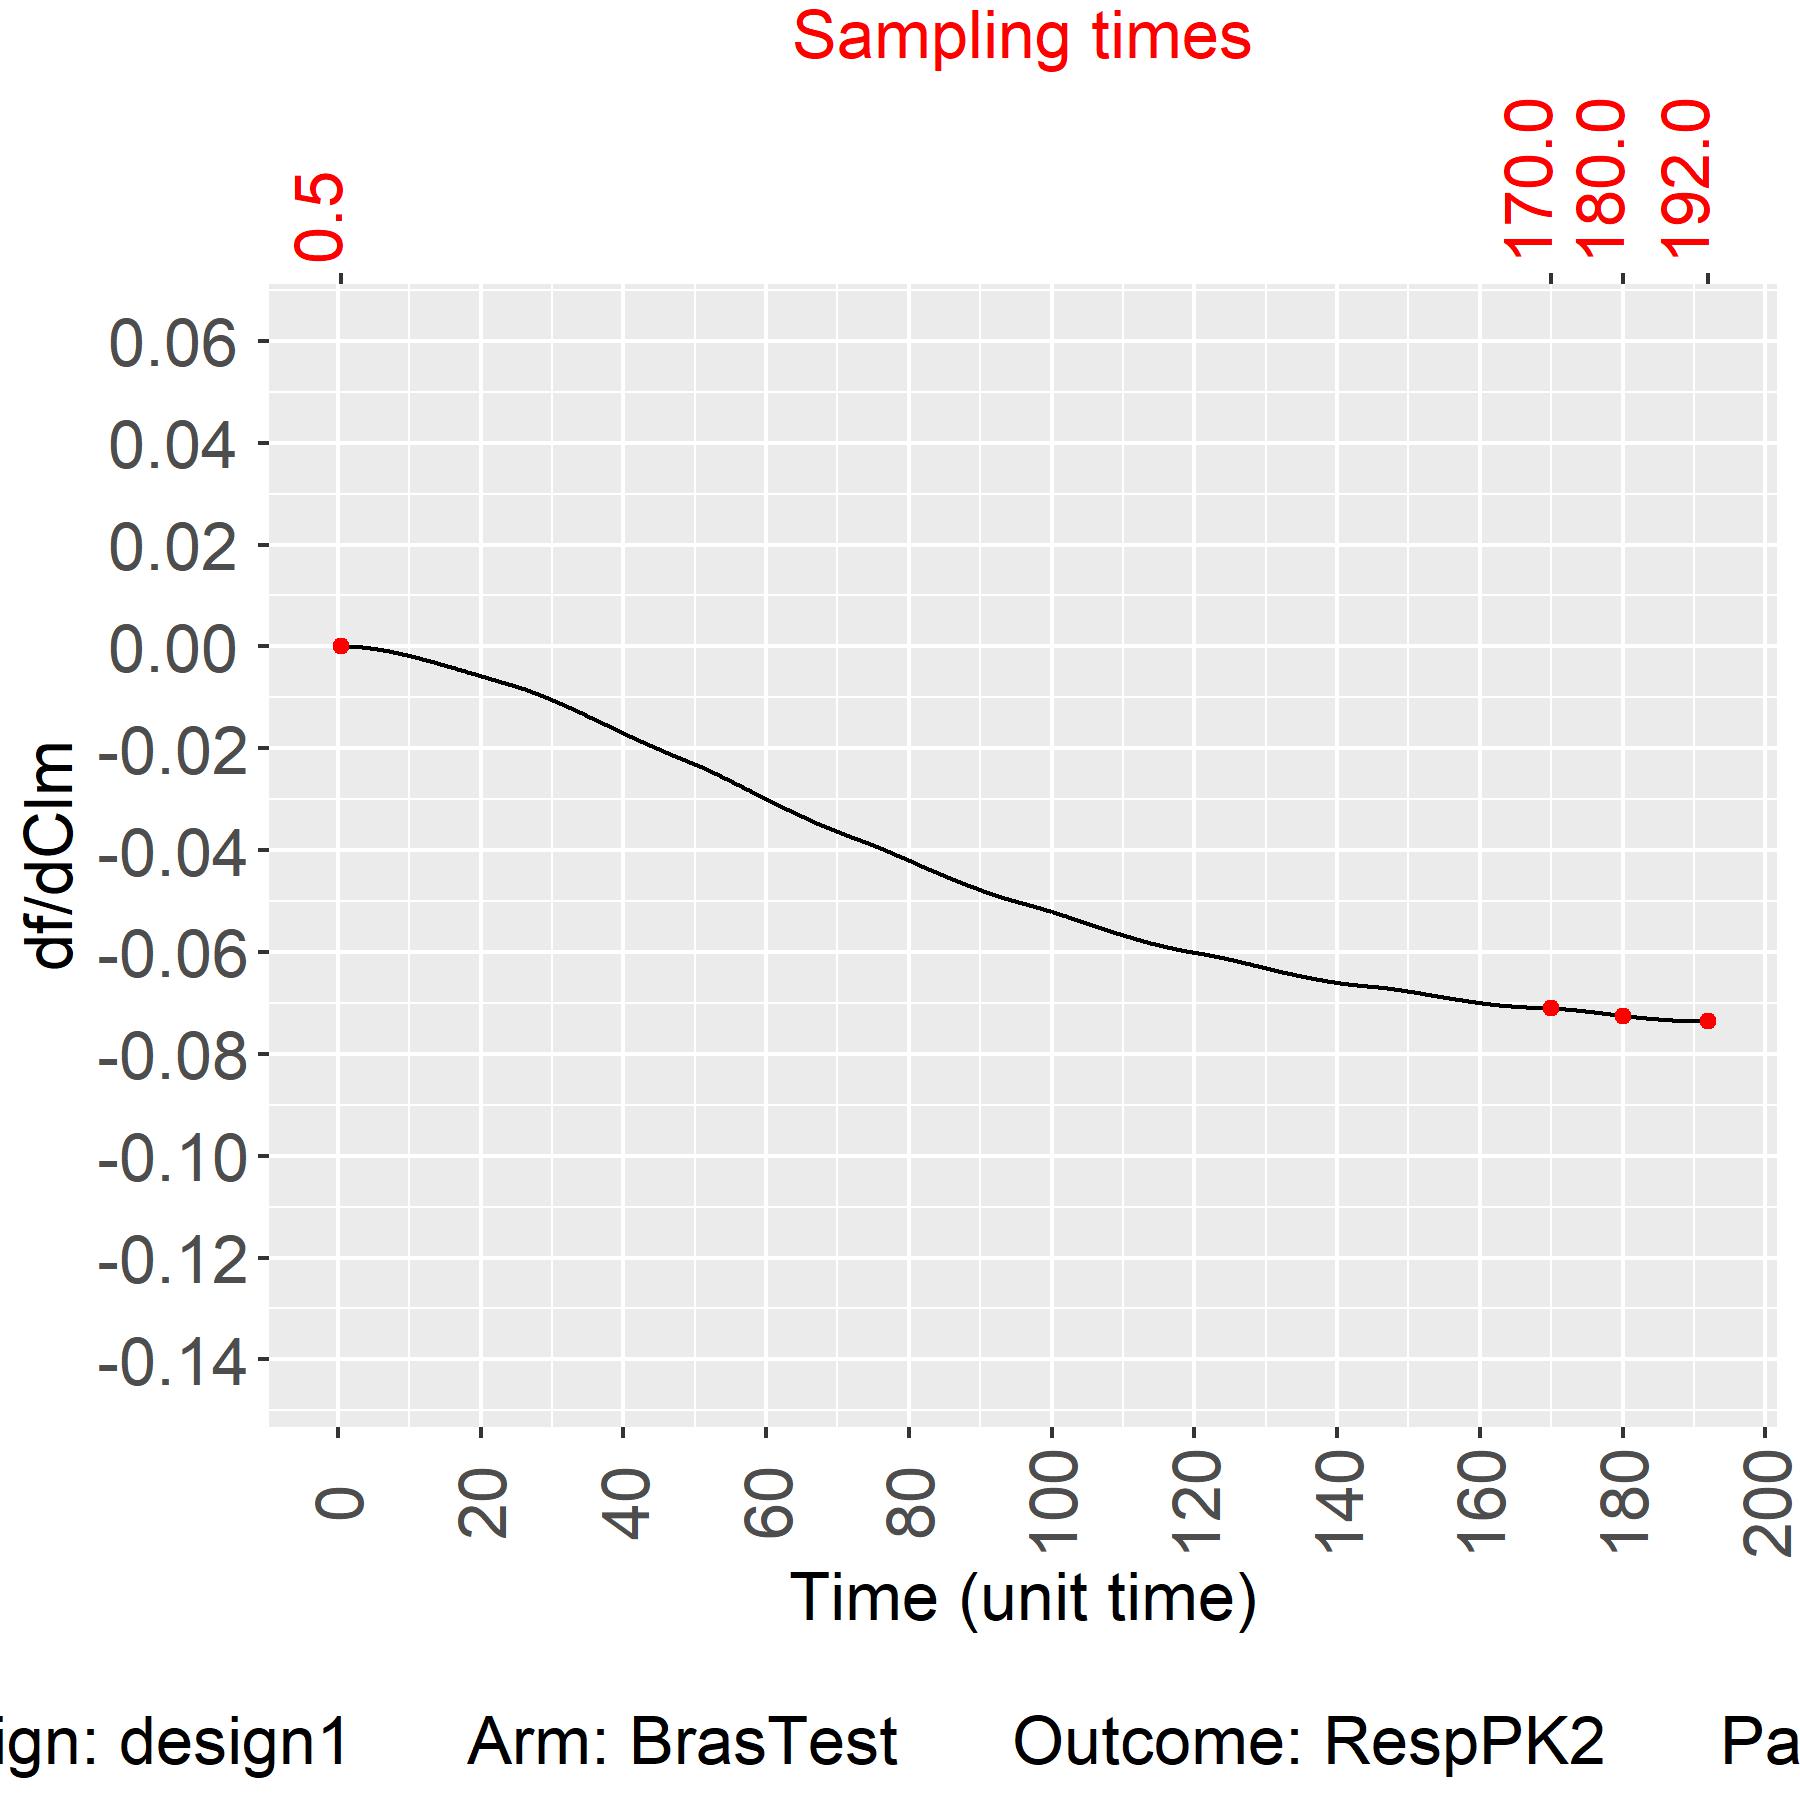 Sampling times
0.5 170.0 180.0 192.0
0.06
0.04
0.02
0.00
-0.02
-0.04
-0.06
-0.08
-0.10
-0.12
-0.14
df/dClm
0 20 40 60 80 100 120 140 160 180 200
Time (unit time)
ign: design1 Arm: BrasTest Outcome: RespPK2 Pa